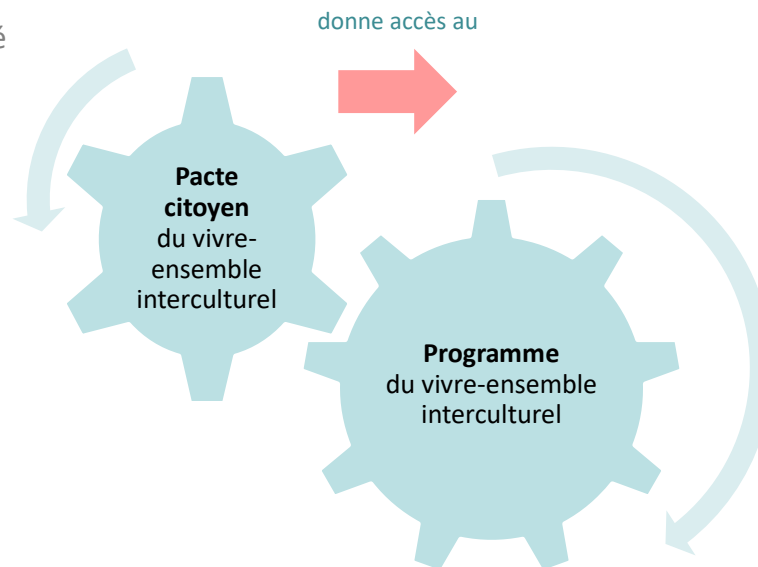 é
donne accès au
Pacte
citoyen
du vivre-
ensemble
interculturel
Programme
du vivre-ensemble
interculturel